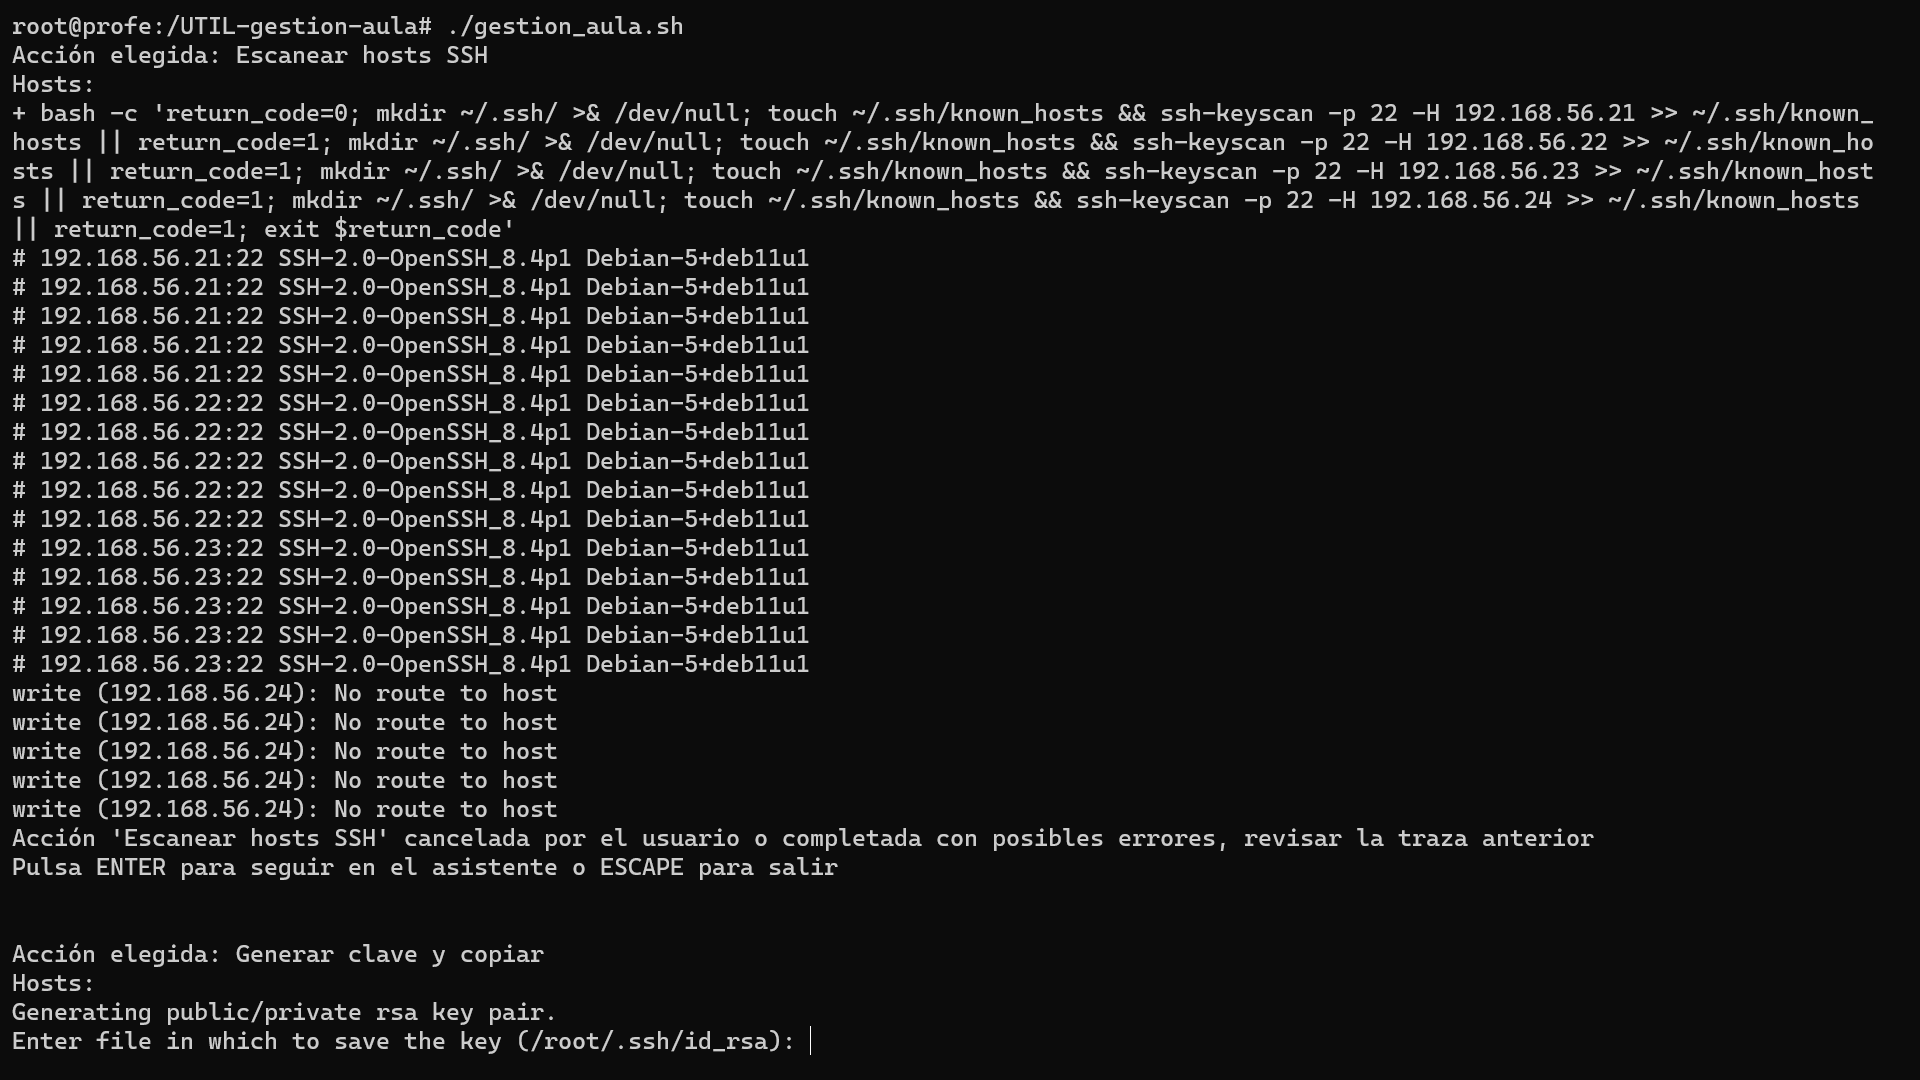 root@profe:/UTIL-gestion-aula# ./gestion_aula.sh
Acción elegida: Escanear hosts SSH
Hosts:
+ bash -c 'return_code=0; mkdir ~/.ssh/ >& /dev/null; touch ~/.ssh/known_hosts && ssh-keyscan -p 22 -H 192.168.56.21 >> ~/.ssh/known_
hosts || return_code=1; mkdir ~/.ssh/ >& /dev/null; touch ~/.ssh/known_hosts && ssh-keyscan -p 22 -H 192.168.56.22 >> ~/.ssh/known_ho
sts || return_code=1; mkdir ~/.ssh/ >& /dev/null; touch ~/.ssh/known_hosts && ssh-keyscan -p 22 -H 192.168.56.23 >> ~/.ssh/known_host
s || return_code=1; mkdir ~/.ssh/ >& /dev/null; touch ~/.ssh/known_hosts && ssh-keyscan -p 22 -H 192.168.56.24 >> ~/.ssh/known_hosts
|| return_code=1; exit $return_code'
# 192.168.56.21:22 SSH-2.0-OpenSSH_8.4p1 Debian-5+deb11u1
# 192.168.56.21:22 SSH-2.0-OpenSSH_8.4p1 Debian-5+deb11u1
# 192.168.56.21:22 SSH-2.0-OpenSSH_8.4p1 Debian-5+deb11u1
# 192.168.56.21:22 SSH-2.0-OpenSSH_8.4p1 Debian-5+deb11u1
# 192.168.56.21:22 SSH-2.0-OpenSSH_8.4p1 Debian-5+deb11u1
# 192.168.56.22:22 SSH-2.0-OpenSSH_8.4p1 Debian-5+deb11u1
# 192.168.56.22:22 SSH-2.0-OpenSSH_8.4p1 Debian-5+deb11u1
# 192.168.56.22:22 SSH-2.0-OpenSSH_8.4p1 Debian-5+deb11u1
# 192.168.56.22:22 SSH-2.0-OpenSSH_8.4p1 Debian-5+deb11u1
# 192.168.56.22:22 SSH-2.0-OpenSSH_8.4p1 Debian-5+deb11u1
# 192.168.56.23:22 SSH-2.0-OpenSSH_8.4p1 Debian-5+deb11u1
# 192.168.56.23:22 SSH-2.0-OpenSSH_8.4p1 Debian-5+deb11u1
# 192.168.56.23:22 SSH-2.0-OpenSSH_8.4p1 Debian-5+deb11u1
# 192.168.56.23:22 SSH-2.0-OpenSSH_8.4p1 Debian-5+deb11u1
# 192.168.56.23:22 SSH-2.0-OpenSSH_8.4p1 Debian-5+deb11u1
write (192.168.56.24): No route to host
write (192.168.56.24): No route to host
write (192.168.56.24): No route to host
write (192.168.56.24): No route to host
write (192.168.56.24): No route to host
Acción 'Escanear hosts SSH' cancelada por el usuario o completada con posibles errores, revisar la traza anterior
Pulsa ENTER para seguir en el asistente o ESCAPE para salir
Acción elegida: Generar clave y copiar
Hosts:
Generating public/private rsa key pair.
Enter file in which to save the key (/root/.ssh/id_rsa):